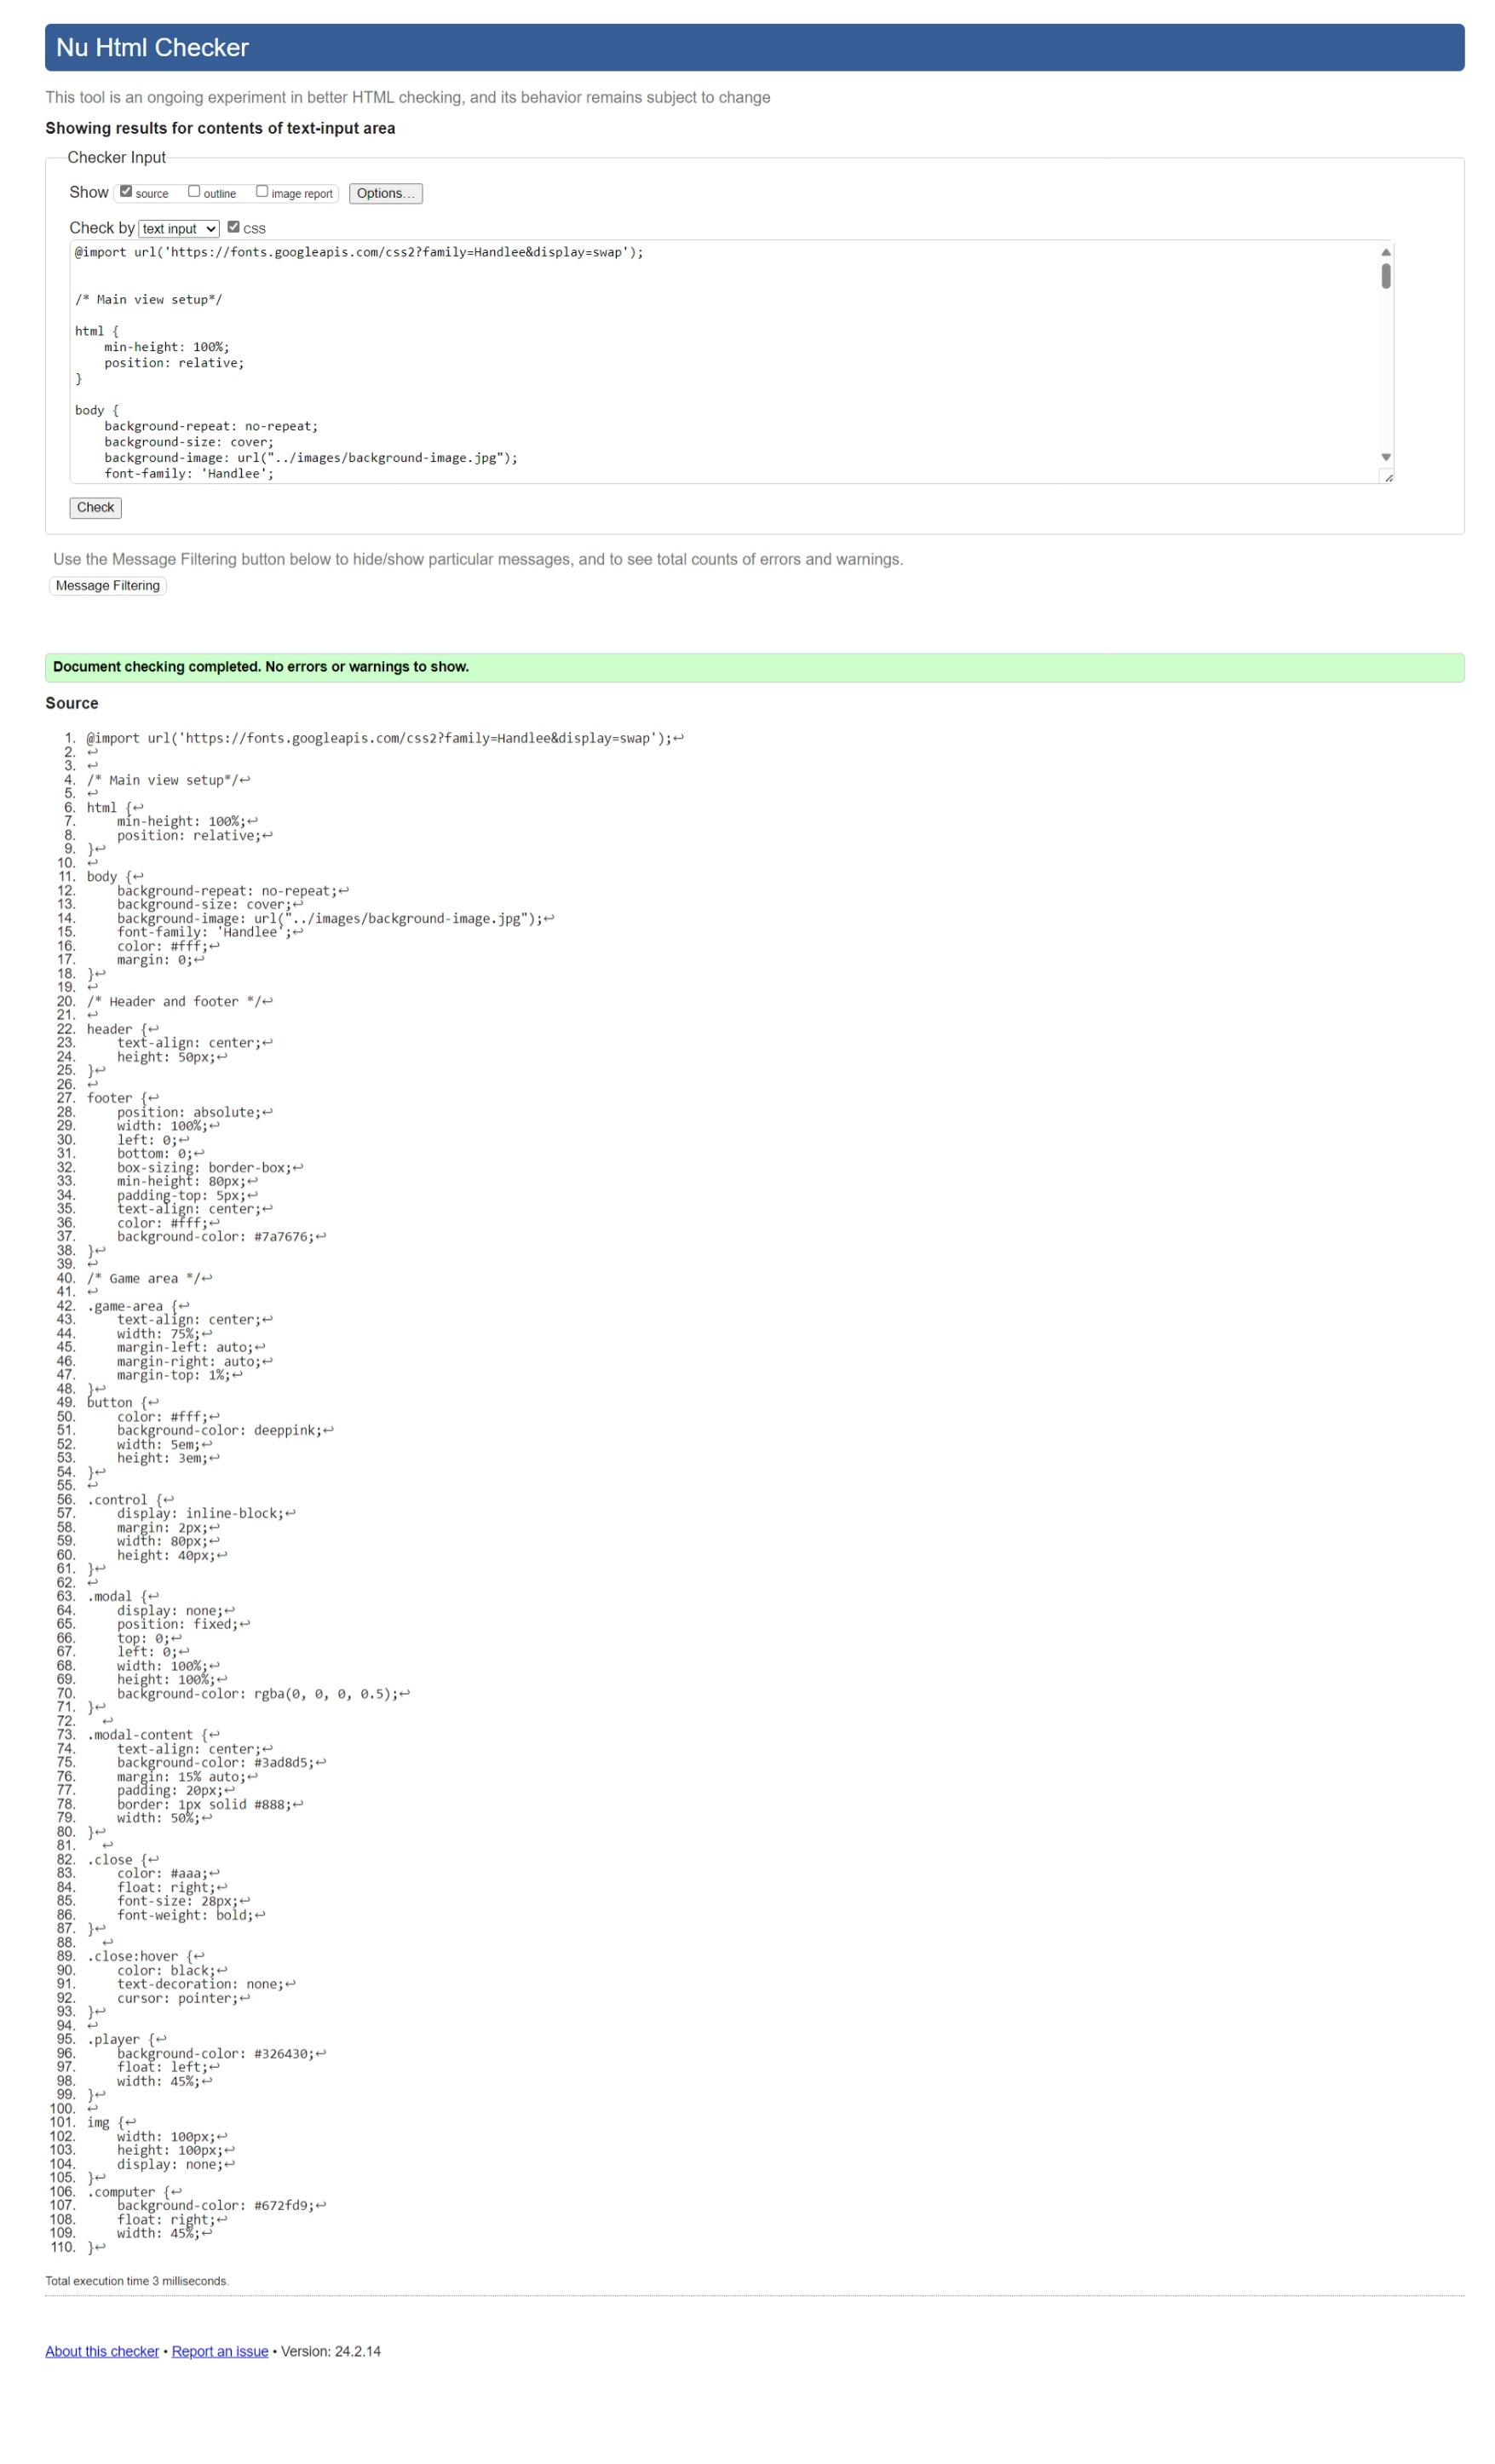 Nu Html Checker
This tool is an ongoing experiment in better HTML checking, and its behavior remains subject to change
Showing results for contents of text-input area
Checker Input
Show source outline image report Options...
Check by text input CSS
@import url('https://fonts.googleapis.com/css2?family=Handlee&display=swap');
/* Main view setup*/
html {
    min-height: 100%;
    position: relative;
}
body {
    background-repeat: no-repeat;
    background-size: cover;
    background-image: url("../images/background-image.jpg");
    font-family: 'Handlee';
Check
Use the Message Filtering button below to hide/show particular messages, and to see total counts of errors and warnings.
Message Filtering
Document checking completed. No errors or warnings to show.
Source
1. @import url('https://fonts.googleapis.com/css2?family=Handlee&display=swap');↩
2. ↩
3. ↩
4. /* Main view setup*/↩
5. ↩
6. html {↩
7.     min-height: 100%;↩
8.     position: relative;↩
9. }↩
10. ↩
11. body {↩
12.     background-repeat: no-repeat;↩
13.     background-size: cover;↩
14.     background-image: url("../images/background-image.jpg");↩
15.     font-family: 'Handlee';↩
16.     color: #fff;↩
17.     margin: 0;↩
18. }↩
19. ↩
20. /* Header and footer */↩
21. ↩
22. header {↩
23.     text-align: center;↩
24.     height: 50px;↩
25. }↩
26. ↩
27. footer {↩
28.     position: absolute;↩
29.     width: 100%;↩
30.     left: 0;↩
31.     bottom: 0;↩
32.     box-sizing: border-box;↩
33.     min-height: 80px;↩
34.     padding-top: 5px;↩
35.     text-align: center;↩
36.     color: #fff;↩
37.     background-color: #7a7676;↩
38. }↩
39. ↩
40. /* Game area */↩
41. ↩
42. .game-area {↩
43.     text-align: center;↩
44.     width: 75%;↩
45.     margin-left: auto;↩
46.     margin-right: auto;↩
47.     margin-top: 1%;↩
48. }↩
49. button {↩
50.     color: #fff;↩
51.     background-color: deeppink;↩
52.     width: 5em;↩
53.     height: 3em;↩
54. }↩
55. ↩
56. .control {↩
57.     display: inline-block;↩
58.     margin: 2px;↩
59.     width: 80px;↩
60.     height: 40px;↩
61. }↩
62. ↩
63. .modal {↩
64.     display: none;↩
65.     position: fixed;↩
66.     top: 0;↩
67.     left: 0;↩
68.     width: 100%;↩
69.     height: 100%;↩
70.     background-color: rgba(0, 0, 0, 0.5);↩
71. }↩
72.   ↩
73. .modal-content {↩
74.     text-align: center;↩
75.     background-color: #3ad8d5;↩
76.     margin: 15% auto;↩
77.     padding: 20px;↩
78.     border: 1px solid #888;↩
79.     width: 50%;↩
80. }↩
81.   ↩
82. .close {↩
83.     color: #aaa;↩
84.     float: right;↩
85.     font-size: 28px;↩
86.     font-weight: bold;↩
87. }↩
88.   ↩
89. .close:hover {↩
90.     color: black;↩
91.     text-decoration: none;↩
92.     cursor: pointer;↩
93. }↩
94. ↩
95. .player {↩
96.     background-color: #326430;↩
97.     float: left;↩
98.     width: 45%;↩
99. }↩
100. ↩
101. img {↩
102.     width: 100px;↩
103.     height: 100px;↩
104.     display: none;↩
105. }↩
106. .computer {↩
107.     background-color: #672fd9;↩
108.     float: right;↩
109.     width: 45%;↩
110. }↩
Total execution time 3 milliseconds.
About this checker • Report an issue • Version: 24.2.14